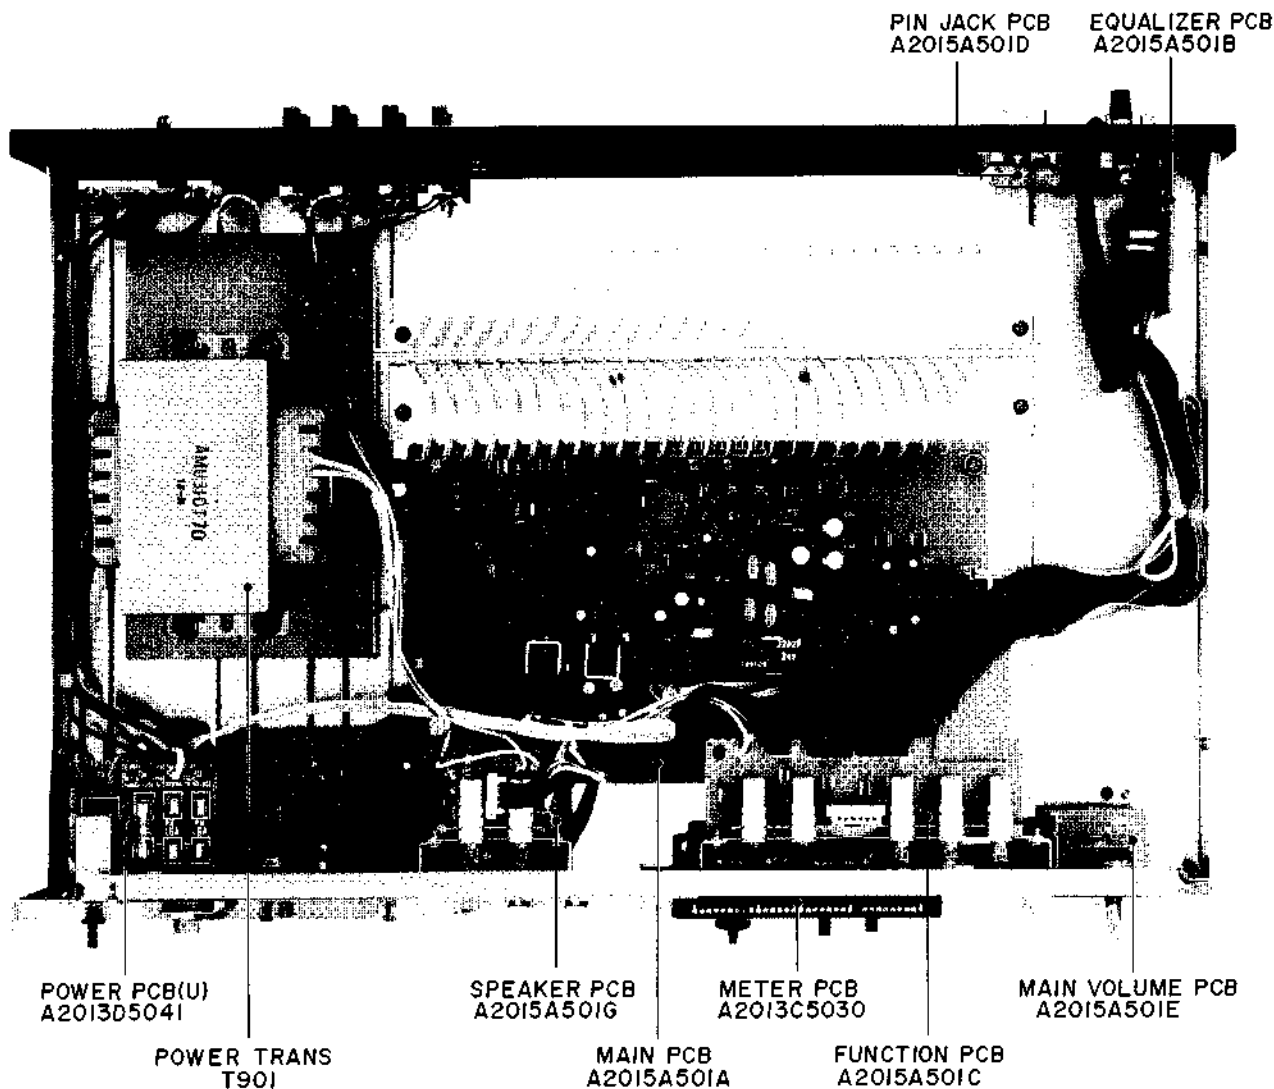 PIN JACK PCB
A2015A501D
EQUALIZER PCB
A2015A501B
POWER PCB(U)
A2013D5041
POWER TRANS
T901
SPEAKER PCB
A2015A501G
MAIN PCB
A2015A501A
METER PCB
A2013C5030
FUNCTION PCB
A2015A501C
MAIN VOLUME PCB
A2015A501E